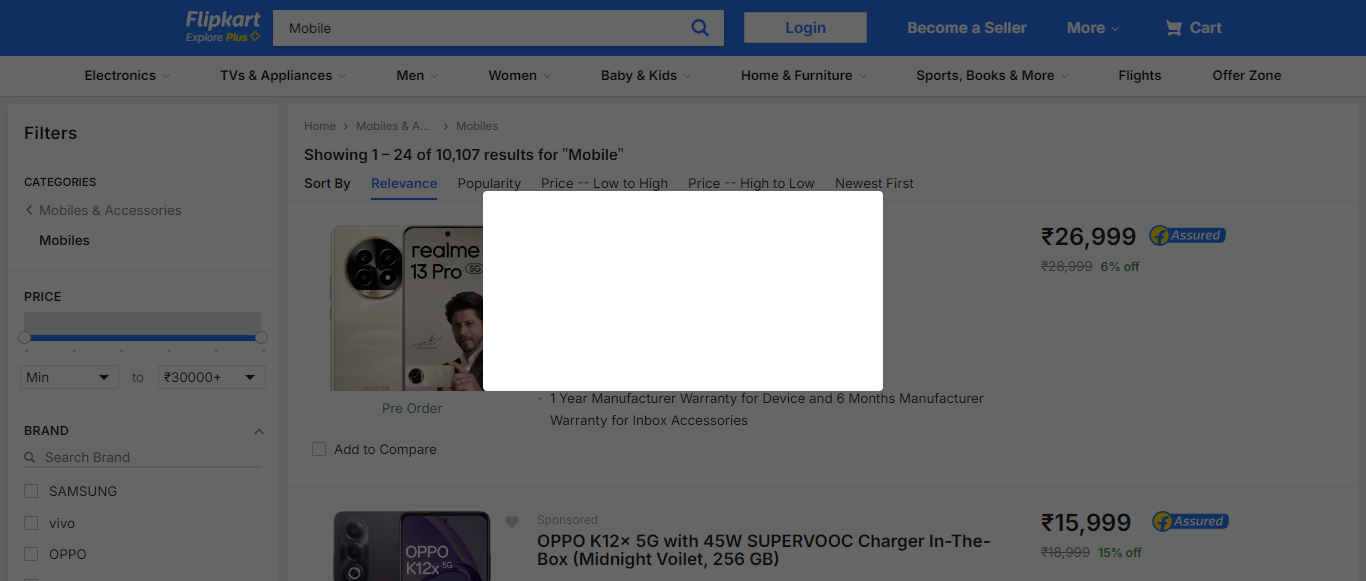 Flipkart
Explore Plus
Mobile
Login
Become a Seller
More
Cart
Electronics
TVs & Appliances
Men
Women
Baby & Kids
Home & Furniture
Sports, Books & More
Flights
Offer Zone
Filters
CATEGORIES
Mobiles & Accessories
Mobiles
PRICE
Min
to
₹30000+
BRAND
Search Brand
SAMSUNG
vivo
OPPO
Home
Mobiles & A...
Mobiles
Showing 1 – 24 of 10,107 results for "Mobile"
Sort By
Relevance
Popularity
Price -- Low to High
Price -- High to Low
Newest First
realme
13 Pro 5G
realme
Pre Order
Add to Compare
1 Year Manufacturer Warranty for Device and 6 Months Manufacturer
Warranty for Inbox Accessories
₹26,999
Assured
₹28,999 6% off
OPPO
K12x 5G
Sponsored
OPPO K12x 5G with 45W SUPERVOOC Charger In-The-
Box (Midnight Voilet, 256 GB)
₹15,999
Assured
₹18,999 15% off